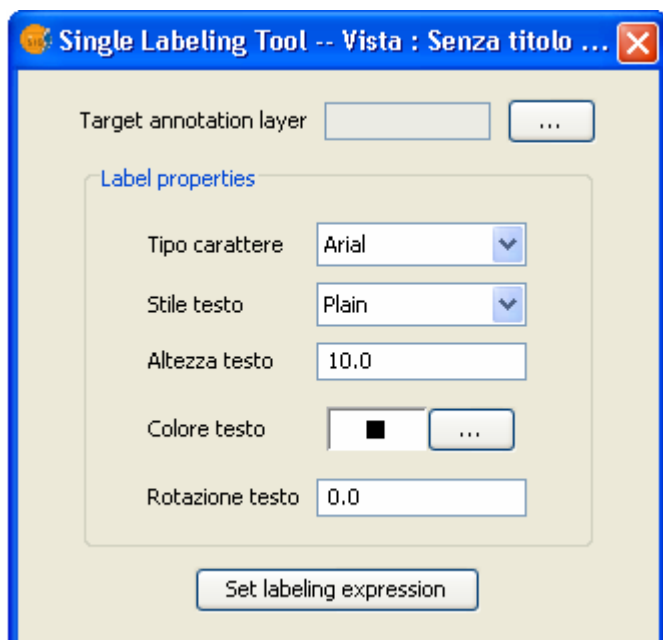 Single Labeling Tool -- Vista : Senza titolo ...
Target annotation layer ...
Label properties
Tipo carattere Arial
Stile testo Plain
Altezza testo 10.0
Colore testo ...
Rotazione testo 0.0
Set labeling expression